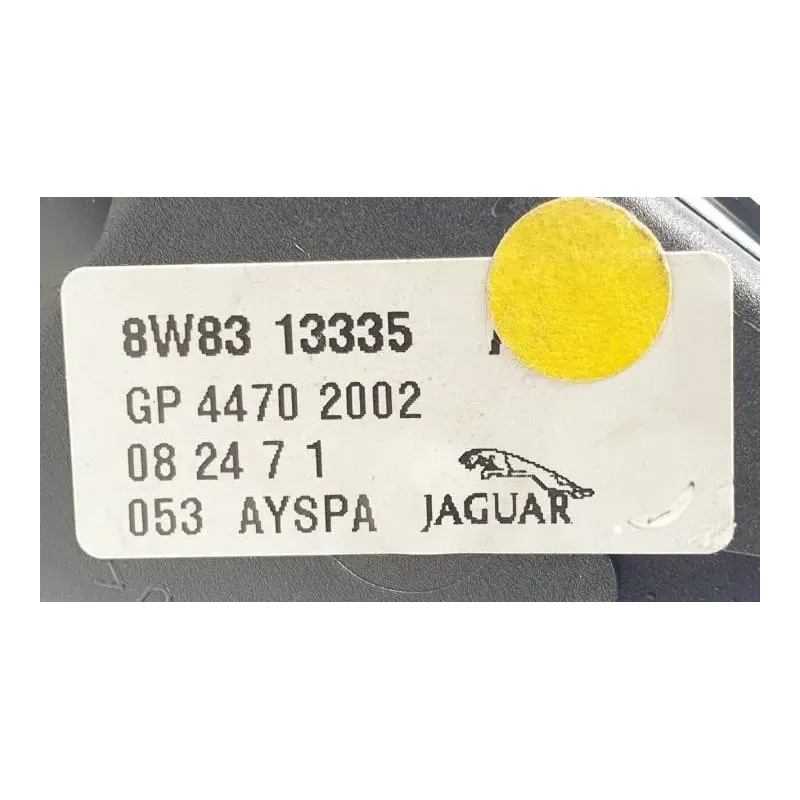 8W83 13335
GP 4470 2002
08 24 7 1
053 AYSPA JAGUAR